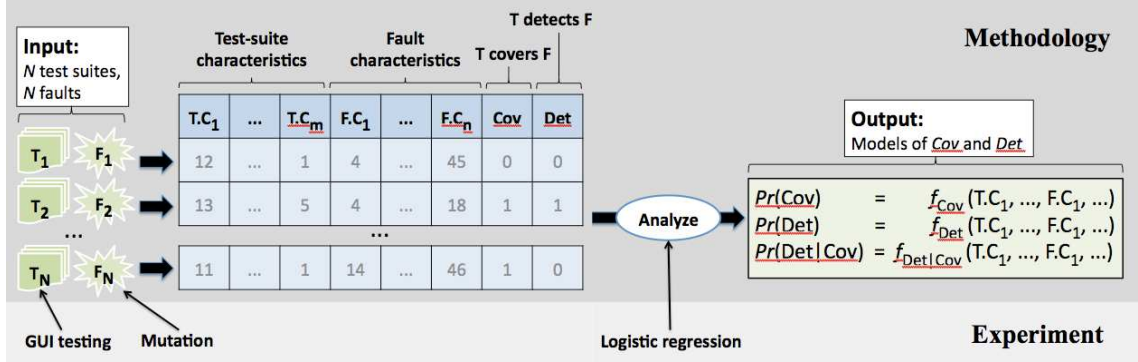 T detects F
Methodology
Input:
N test suites,
N faults
Test-suite
characteristics
Fault
characteristics
T covers F
T.C1 ... T.Cm F.C1 ... F.Cn Cov Det
T1 F1 12 ... 1 4 ... 45 0 0
T2 F2 13 ... 5 4 ... 18 1 1
... ...
TN FN 11 ... 1 14 ... 46 1 0
Analyze
Output:
Models of Cov and Det
Pr(Cov) = fCov(T.C1, ..., F.C1, ...)
Pr(Det) = fDet(T.C1, ..., F.C1, ...)
Pr(Det|Cov) = fDet|Cov(T.C1, ..., F.C1, ...)
GUI testing
Mutation
Logistic regression
Experiment